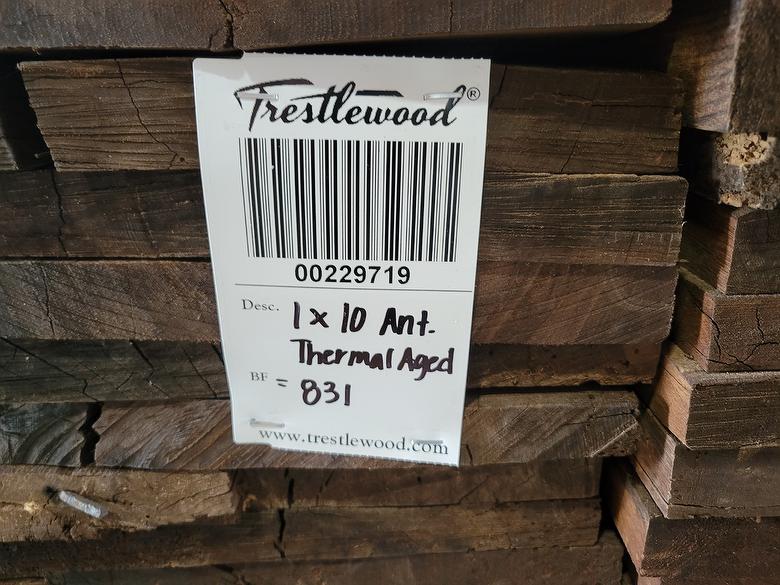 Trestlewood®
00229719
Desc. 1 x 10 Ant.
Thermal Aged
BF = 831
www.trestlewood.com